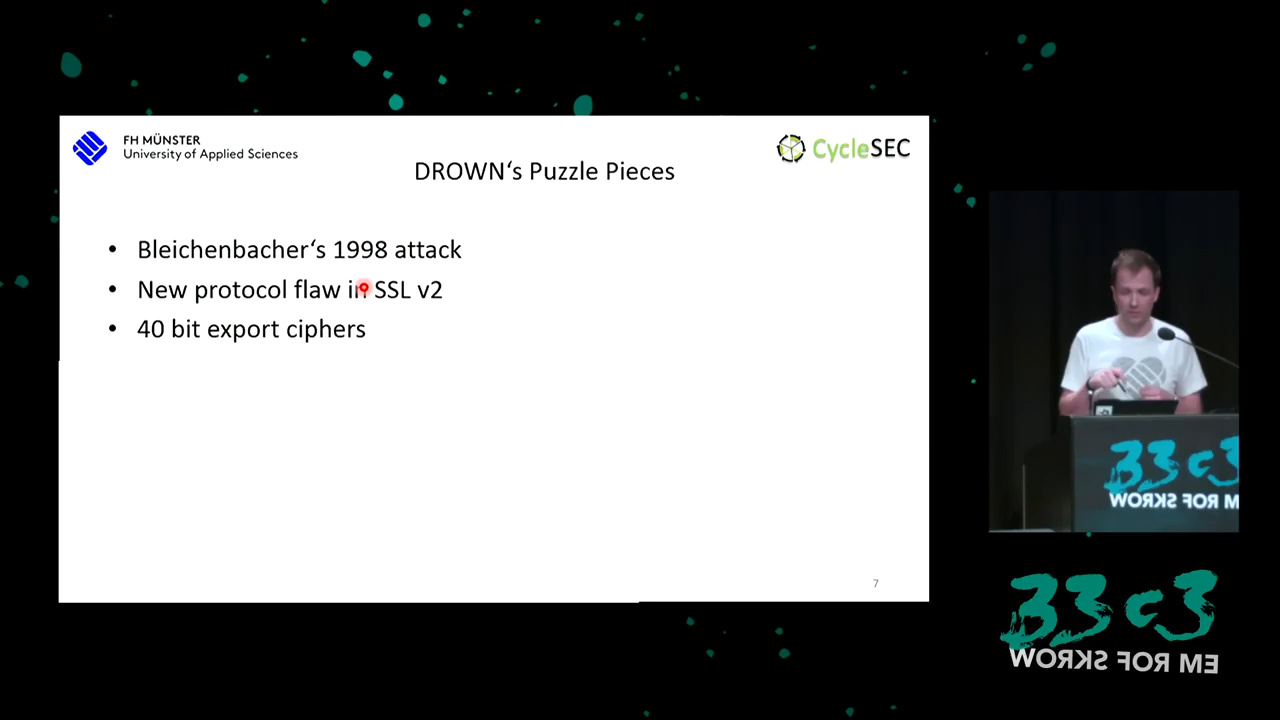 FH MÜNSTER
University of Applied Sciences
CycleSEC
DROWN‘s Puzzle Pieces
• Bleichenbacher‘s 1998 attack
• New protocol flaw in SSL v2
• 40 bit export ciphers
7
33c3
WORKS FOR M
33c3
WORKS FOR ME